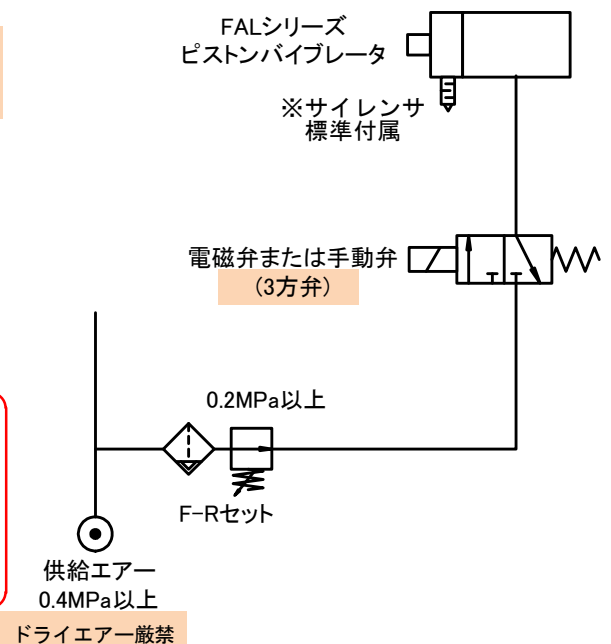 FALシリーズ
ピストンバイブレータ
※サイレンサ
標準付属
電磁弁または手動弁
(3方弁)
0.2MPa以上
F-Rセット
供給エアー
0.4MPa以上
ドライエアー厳禁